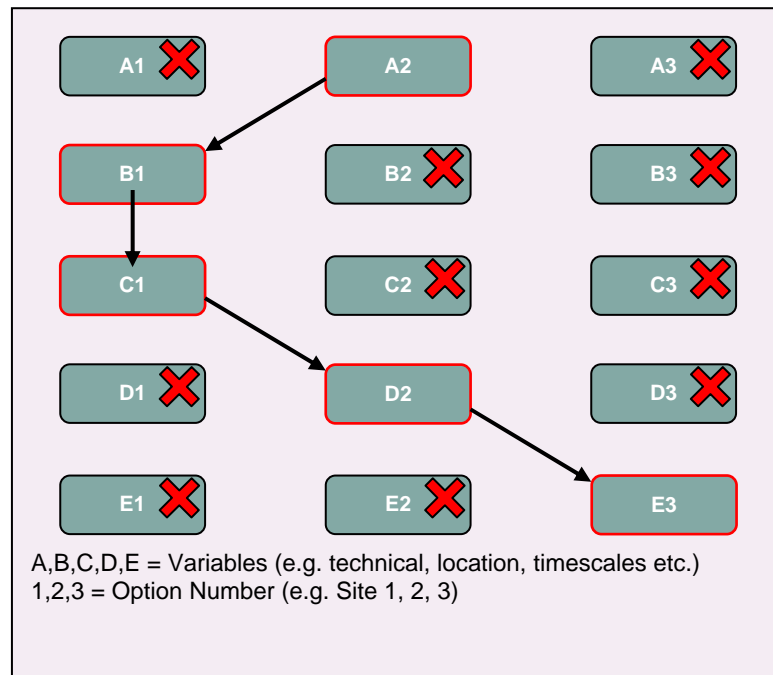 A1 A2 A3
B1 B2 B3
C1 C2 C3
D1 D2 D3
E1 E2 E3
A,B,C,D,E = Variables (e.g. technical, location, timescales etc.)
1,2,3 = Option Number (e.g. Site 1, 2, 3)